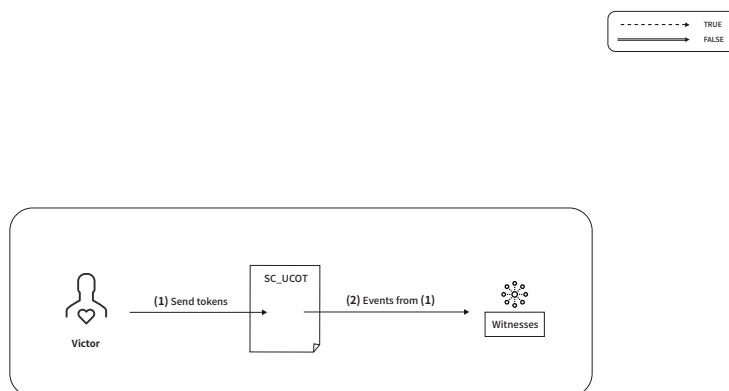 TRUE
FALSE
SC_UCOT
(1) Send tokens
(2) Events from (1)
Witnesses
Victor